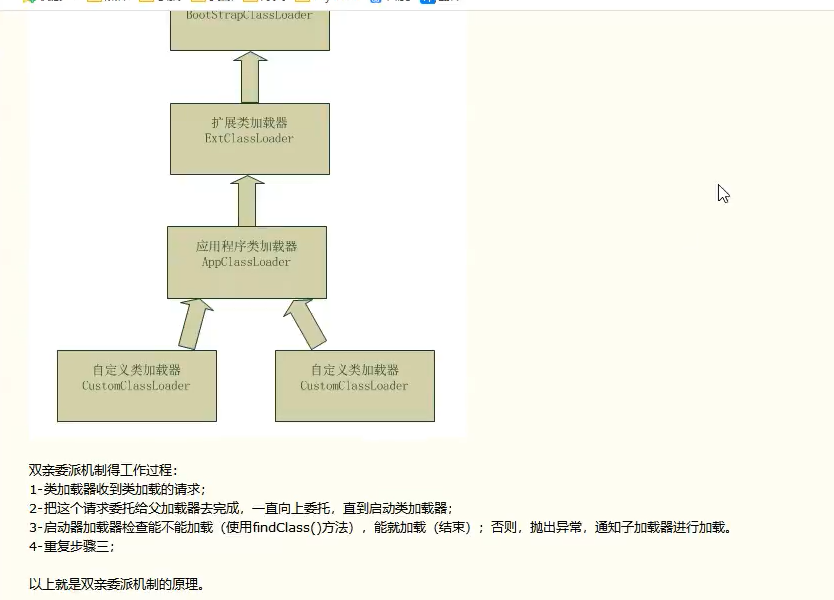 BootStrapClassLoader
扩展类加载器
ExtClassLoader
应用程序类加载器
AppClassLoader
自定义类加载器
CustomClassLoader
自定义类加载器
CustomClassLoader
双亲委派机制得工作过程：
1-类加载器收到类加载的请求；
2-把这个请求委托给父加载器去完成，一直向上委托，直到启动类加载器；
3-启动器加载器检查能不能加载（使用findClass()方法），能就加载（结束）；否则，抛出异常，通知子加载器进行加载。
4-重复步骤三；
以上就是双亲委派机制的原理。